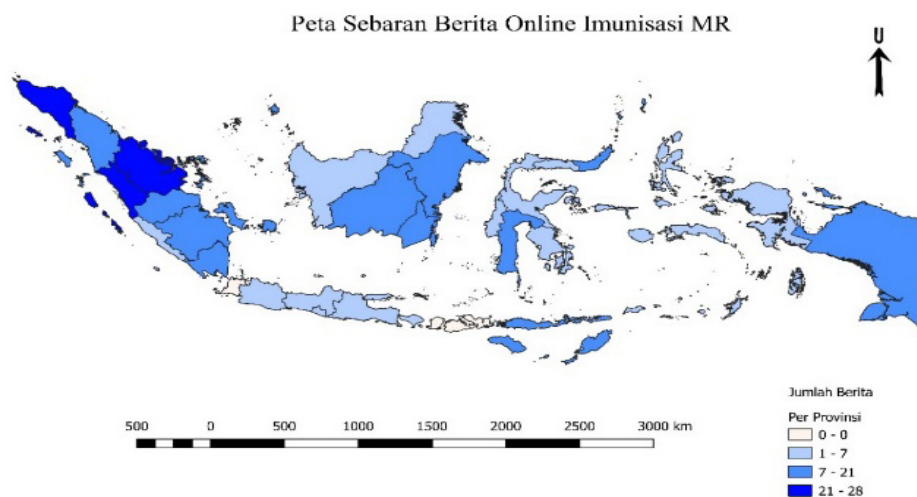 Peta Sebaran Berita Online Imunisasi MR
U
500 0 500 1000 1500 2000 2500 3000 km
Jumlah Berita
Per Provinsi
0 - 0
1 - 7
7 - 21
21 - 28